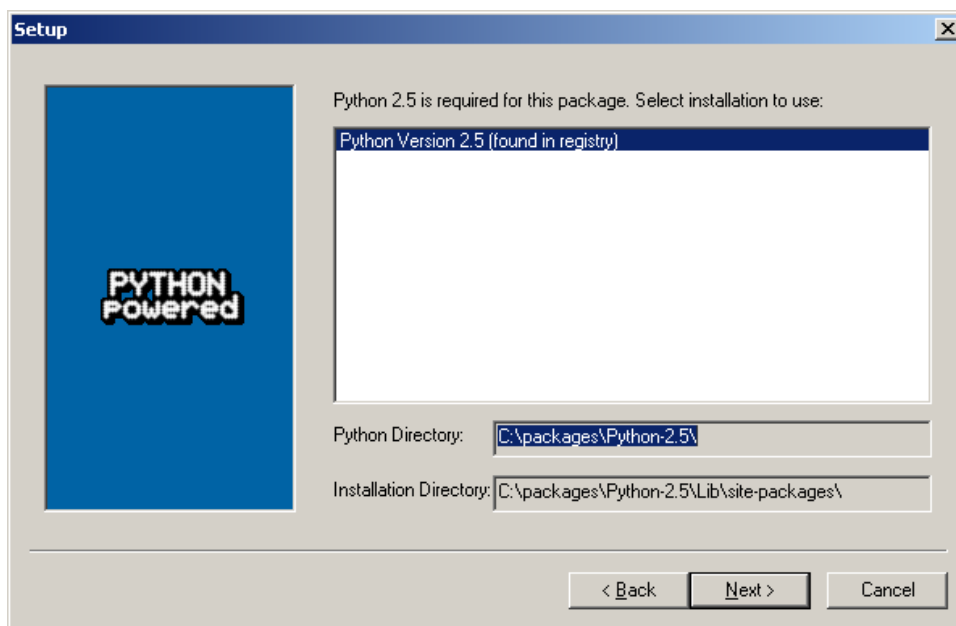 Setup
Python 2.5 is required for this package. Select installation to use:
Python Version 2.5 (found in registry)
PYTHON
powered
Python Directory: C:\packages\Python-2.5\
Installation Directory: C:\packages\Python-2.5\Lib\site-packages\
< Back Next > Cancel